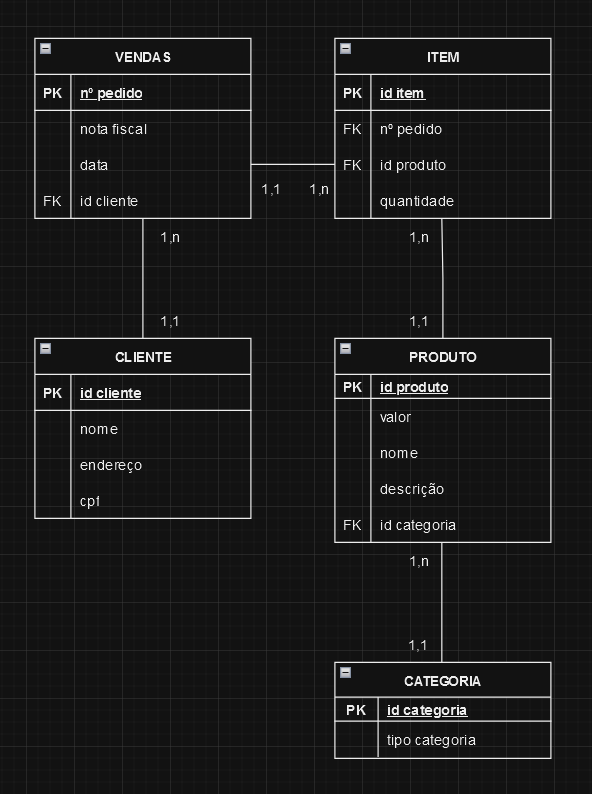 VENDAS
PK nº pedido
nota fiscal
data
FK id cliente
ITEM
PK id item
FK nº pedido
FK id produto
quantidade
1,1 1,n
1,n
1,1
1,n
1,1
CLIENTE
PK id cliente
nome
endereço
cpf
PRODUTO
PK id produto
valor
nome
descrição
FK id categoria
1,n
1,1
CATEGORIA
PK id categoria
tipo categoria